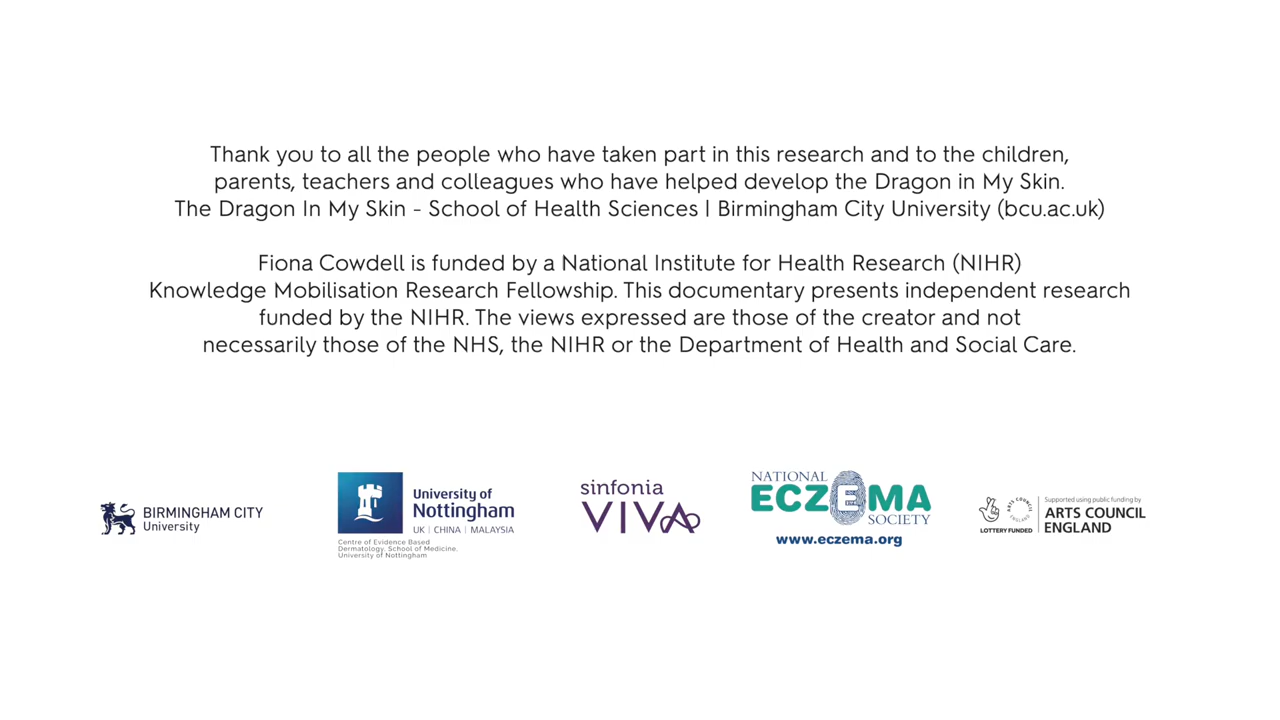 Thank you to all the people who have taken part in this research and to the children,
parents, teachers and colleagues who have helped develop the Dragon in My Skin.
The Dragon In My Skin - School of Health Sciences | Birmingham City University (bcu.ac.uk)
Fiona Cowdell is funded by a National Institute for Health Research (NIHR)
Knowledge Mobilisation Research Fellowship. This documentary presents independent research
funded by the NIHR. The views expressed are those of the creator and not
necessarily those of the NHS, the NIHR or the Department of Health and Social Care.
BIRMINGHAM CITY
University
University of
Nottingham
UK | CHINA | MALAYSIA
Centre of Evidence Based
Dermatology, School of Medicine,
University of Nottingham
sinfonia
VIVA
NATIONAL
ECZEMA
SOCIETY
www.eczema.org
ARTS COUNCIL
ENGLAND
LOTTERY FUNDED
Supported using public funding by
ARTS COUNCIL
ENGLAND